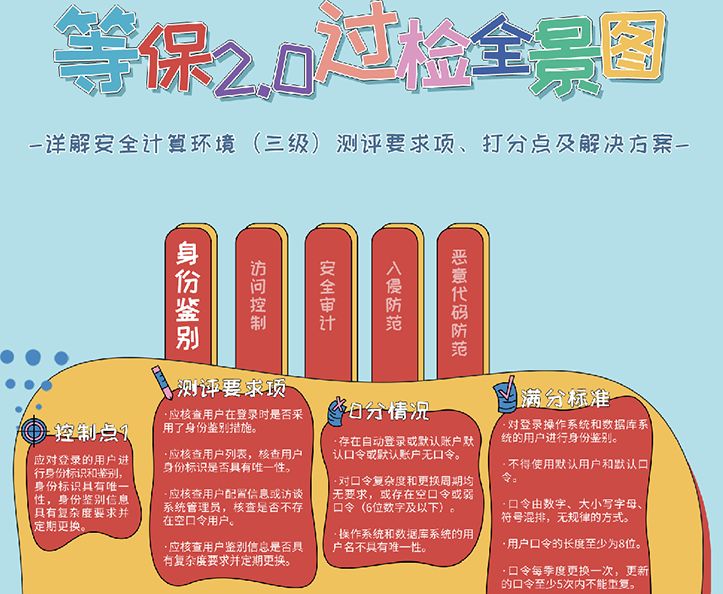 等保2.0过检全景图
-详解安全计算环境（三级）测评要求项、打分点及解决方案-
身份鉴别
访问控制
安全审计
入侵防范
恶意代码防范
控制点1
应对登录的用户进
行身份标识和鉴别，
身份标识具有唯一
性，身份鉴别信息
具有复杂度要求并
定期更换。
测评要求项
·应核查用户在登录时是否采
用了身份鉴别措施。
·应核查用户列表，核查用户
身份标识是否具有唯一性。
·应核查用户配置信息或访谈
系统管理员，核查是否不存
在空口令用户。
·应核查用户鉴别信息是否具
有复杂度要求并定期更换。
0分情况
·存在自动登录或默认账户默
认口令或默认账户无口令。
·对口令复杂度和更换周期均
无要求，或存在空口令或弱
口令（6位数字及以下）。
·操作系统和数据库系统的用
户名不具有唯一性。
满分标准
·对登录操作系统和数据库系
统的用户进行身份鉴别。
·不得使用默认用户和默认口
令。
·口令由数字、大小写字母、
符号混排，无规律的方式。
·用户口令的长度至少为8位。
·口令每季度更换一次，更新
的口令至少5次内不能重复。